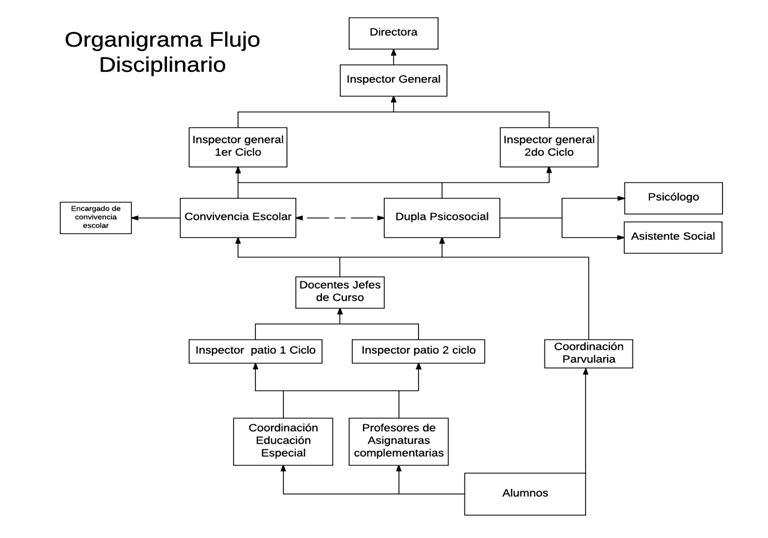 Organigrama Flujo
Disciplinario
Directora
Inspector General
Inspector general
1er Ciclo
Inspector general
2do Ciclo
Encargado de
convivencia
escolar
Convivencia Escolar
Dupla Psicosocial
Psicólogo
Asistente Social
Docentes Jefes
de Curso
Inspector patio 1 Ciclo
Inspector patio 2 ciclo
Coordinación
Parvularia
Coordinación
Educación
Especial
Profesores de
Asignaturas
complementarias
Alumnos